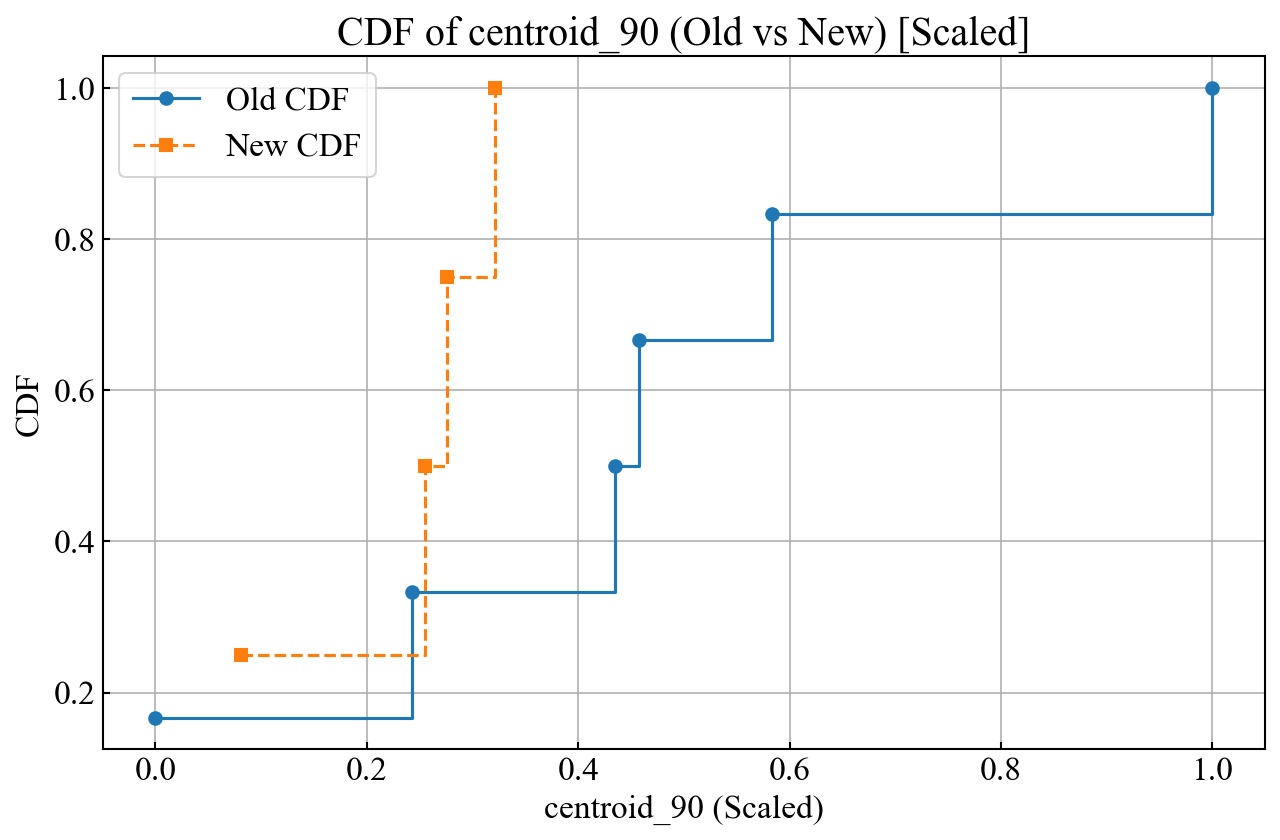 CDF of centroid_90 (Old vs New) [Scaled]
Old CDF
New CDF
CDF
1.0
0.8
0.6
0.4
0.2
0.0 0.2 0.4 0.6 0.8 1.0
centroid_90 (Scaled)